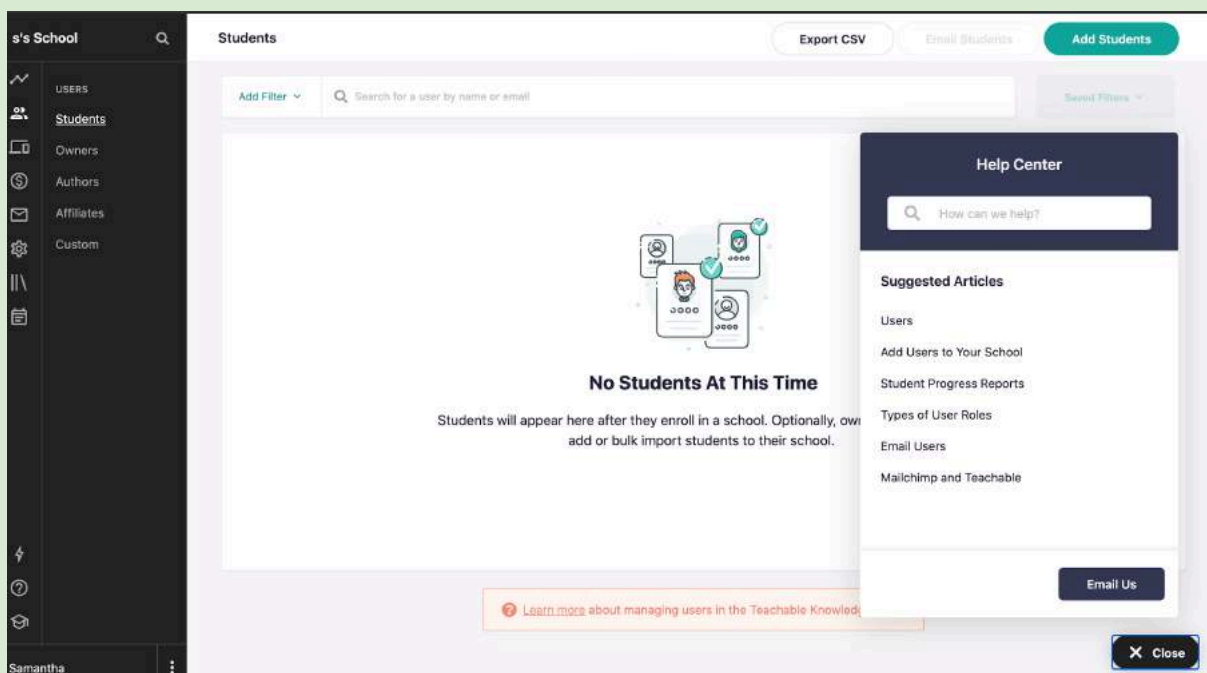 s's School
Students
Export CSV
Email Students
Add Students
USERS
Students
Owners
Authors
Affiliates
Custom
Add Filter
Search for a user by name or email
Saved Filters
No Students At This Time
Students will appear here after they enroll in a school. Optionally, ow
add or bulk import students to their school.
Learn more about managing users in the Teachable Knowled
Help Center
How can we help?
Suggested Articles
Users
Add Users to Your School
Student Progress Reports
Types of User Roles
Email Users
Mailchimp and Teachable
Email Us
Samantha
Close